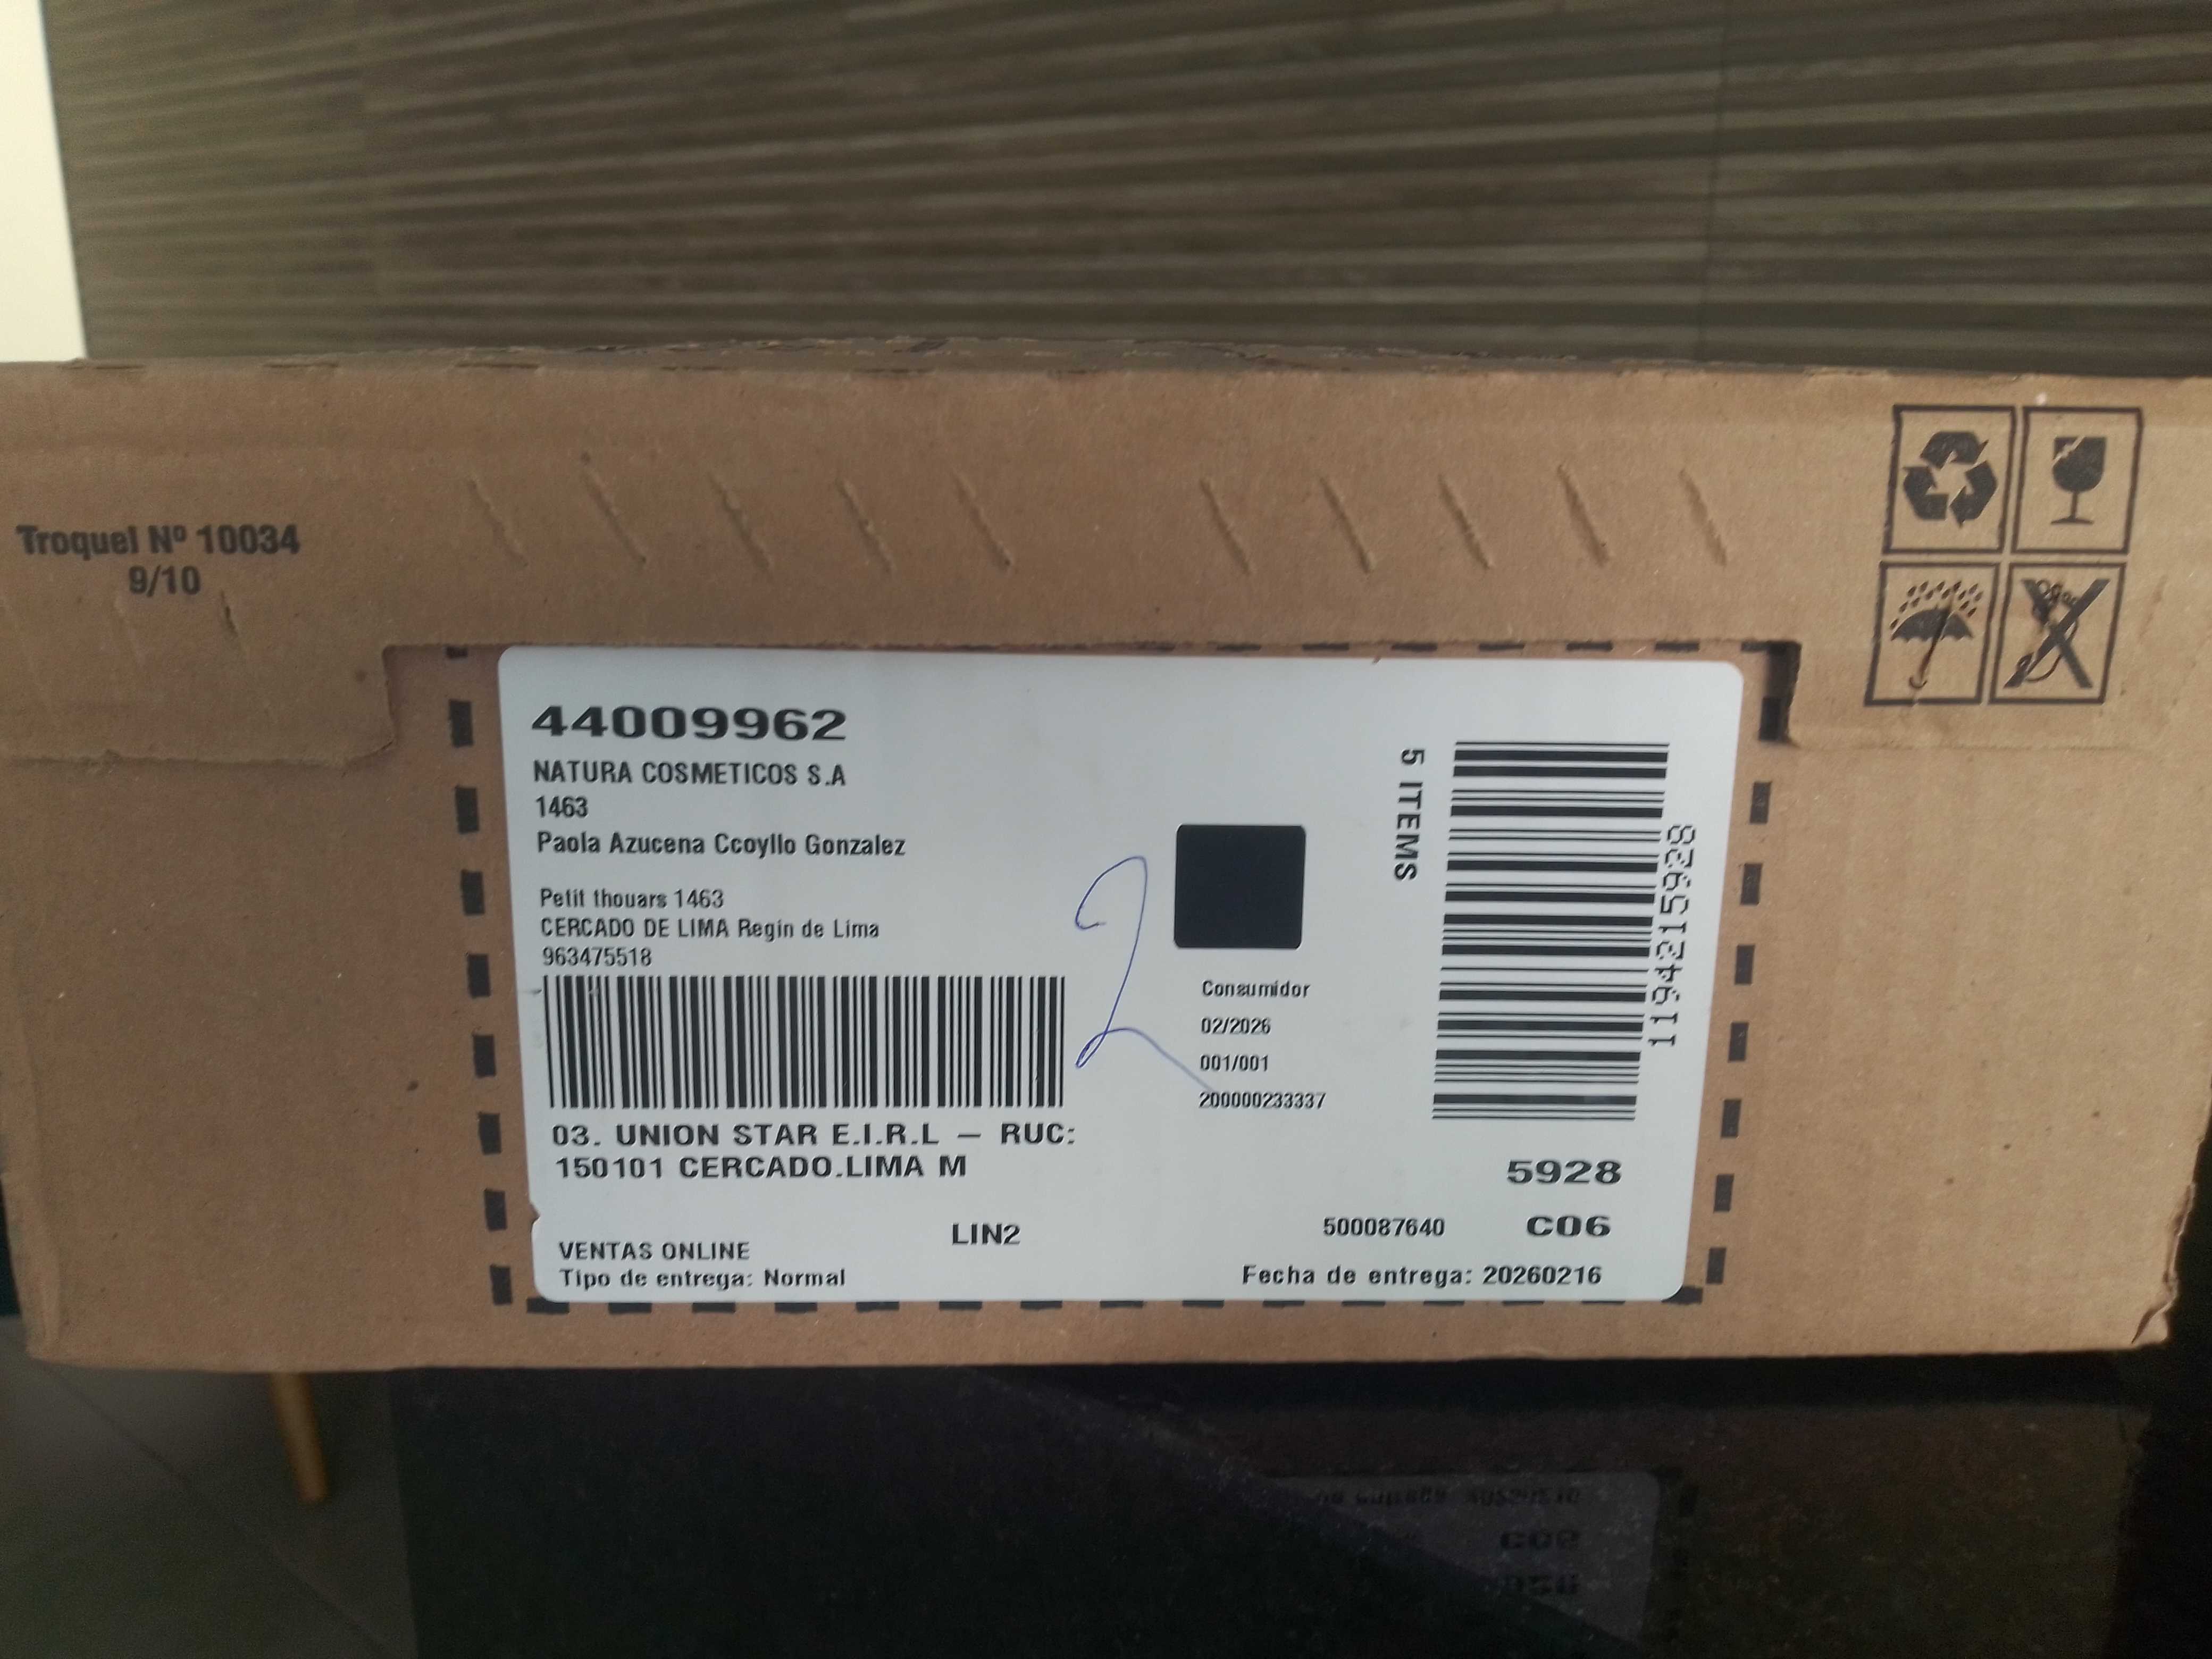 Troquel Nº 10034
9/10
44009962
NATURA COSMETICOS S.A
1463
Paola Azucena Ccoyllo Gonzalez
Petit thouars 1463
CERCADO DE LIMA Regin de Lima
963475518
03. UNION STAR E.I.R.L – RUC:
150101 CERCADO.LIMA M
VENTAS ONLINE
Tipo de entrega: Normal
LIN2
2
Consumidor
02/2026
001/001
200000233337
5 ITEMS
1194215928
5928
500087640 C06
Fecha de entrega: 20260216